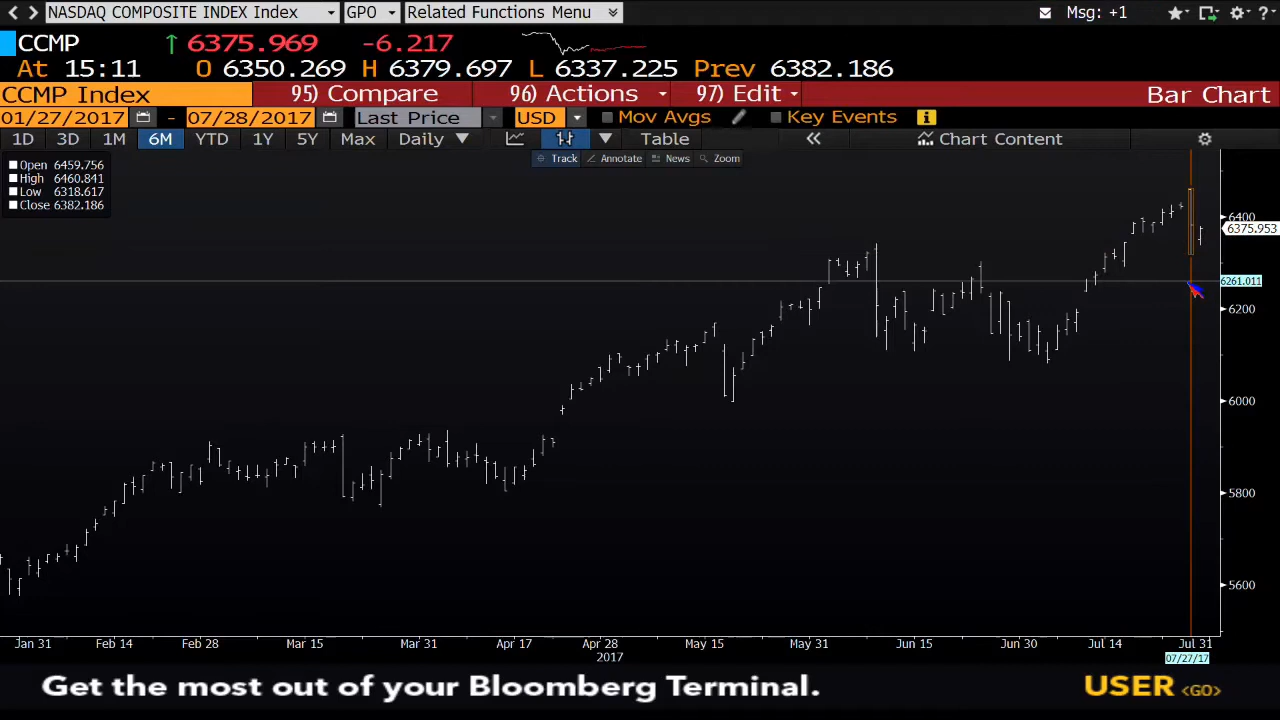 NASDAQ COMPOSITE INDEX Index GPO Related Functions Menu Msg: +1
CCMP 6375.969 -6.217
At 15:11 O 6350.269 H 6379.697 L 6337.225 Prev 6382.186
CCMP Index 95) Compare 96) Actions 97) Edit Bar Chart
01/27/2017 - 07/28/2017 Last Price USD Mov Avgs Key Events
1D 3D 1M 6M YTD 1Y 5Y Max Daily Table Chart Content
Track Annotate News Zoom
Open 6459.756
High 6460.841
Low 6318.617
Close 6382.186
6400
6375.953
6261.011
6200
6000
5800
5600
Jan 31 Feb 14 Feb 28 Mar 15 Mar 31 Apr 17 Apr 28 May 15 May 31 Jun 15 Jun 30 Jul 14 Jul 31
2017 07/27/17
Get the most out of your Bloomberg Terminal. USER <GO>